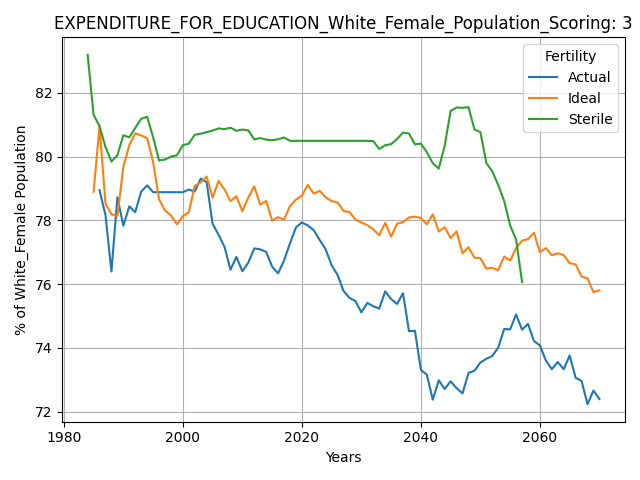 EXPENDITURE_FOR_EDUCATION_White_Female_Population_Scoring: 3
Fertility
Actual
Ideal
Sterile
% of White_Female Population
82
80
78
76
74
72
1980
2000
2020
2040
2060
Years